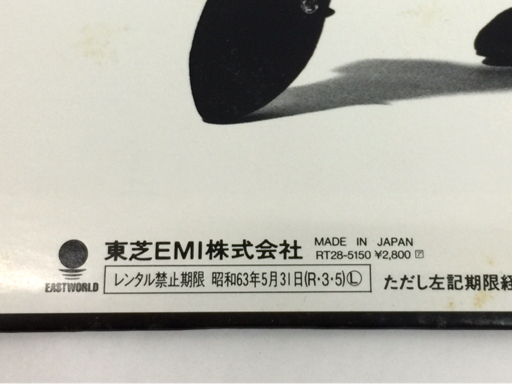 東芝EMI株式会社
MADE IN JAPAN
RT28-5150 ¥2,800
EASTWORLD
レンタル禁止期限 昭和63年5月31日(R・3・5)Ⓛ
ただし左記期限経